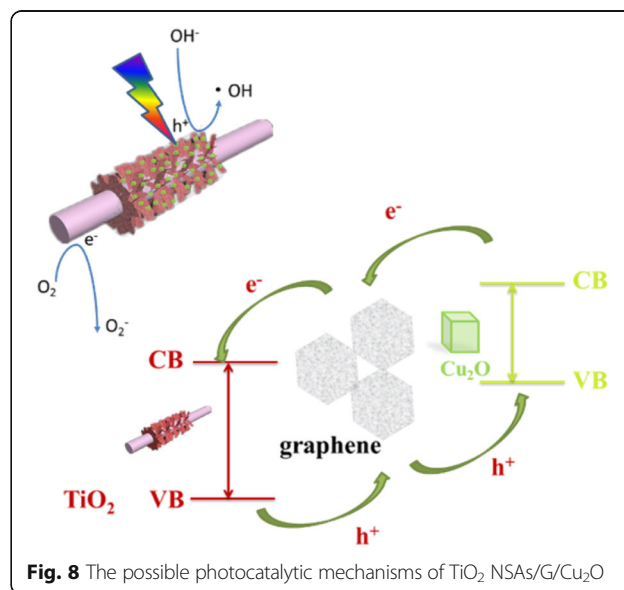 OH⁻
• OH
h⁺
e⁻
O₂
O₂⁻
e⁻
e⁻
CB
CB
Cu₂O
VB
graphene
h⁺
TiO₂ VB
h⁺
Fig. 8 The possible photocatalytic mechanisms of TiO₂ NSAs/G/Cu₂O